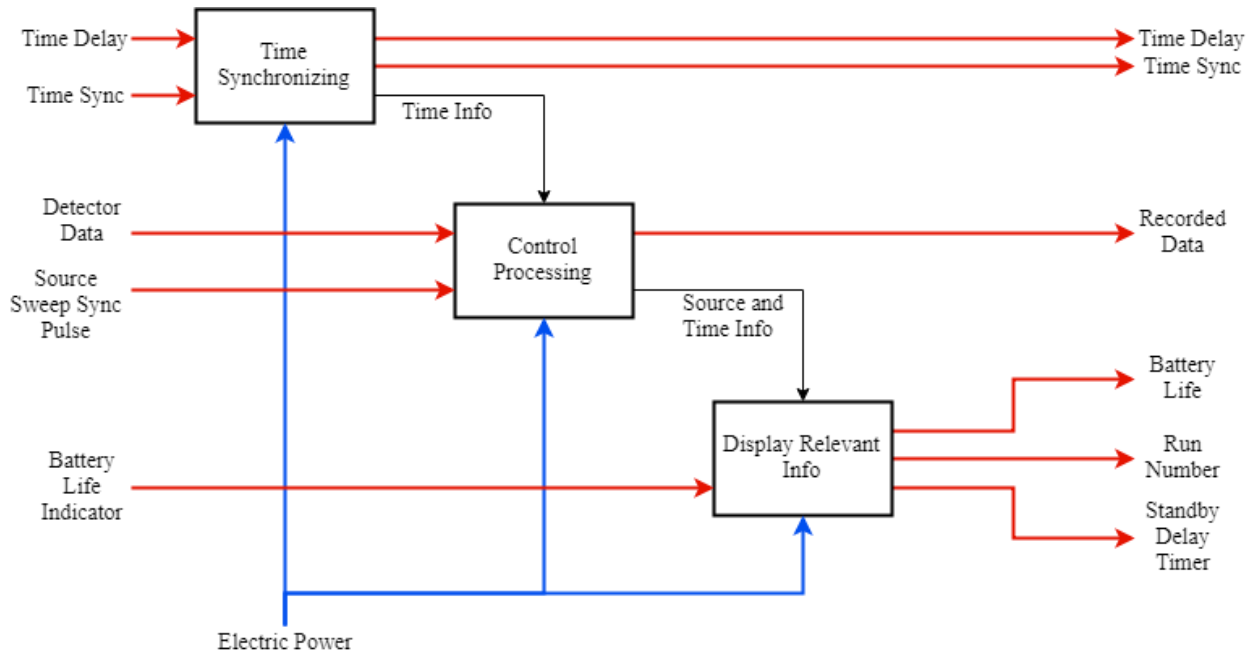 Time Delay
Time
Synchronizing
Time Delay
Time Sync
Time Sync
Time Info
Detector
Data
Control
Processing
Recorded
Data
Source
Sweep Sync
Pulse
Source and
Time Info
Battery
Life
Display Relevant
Info
Battery
Life
Indicator
Run
Number
Standby
Delay
Timer
Electric Power